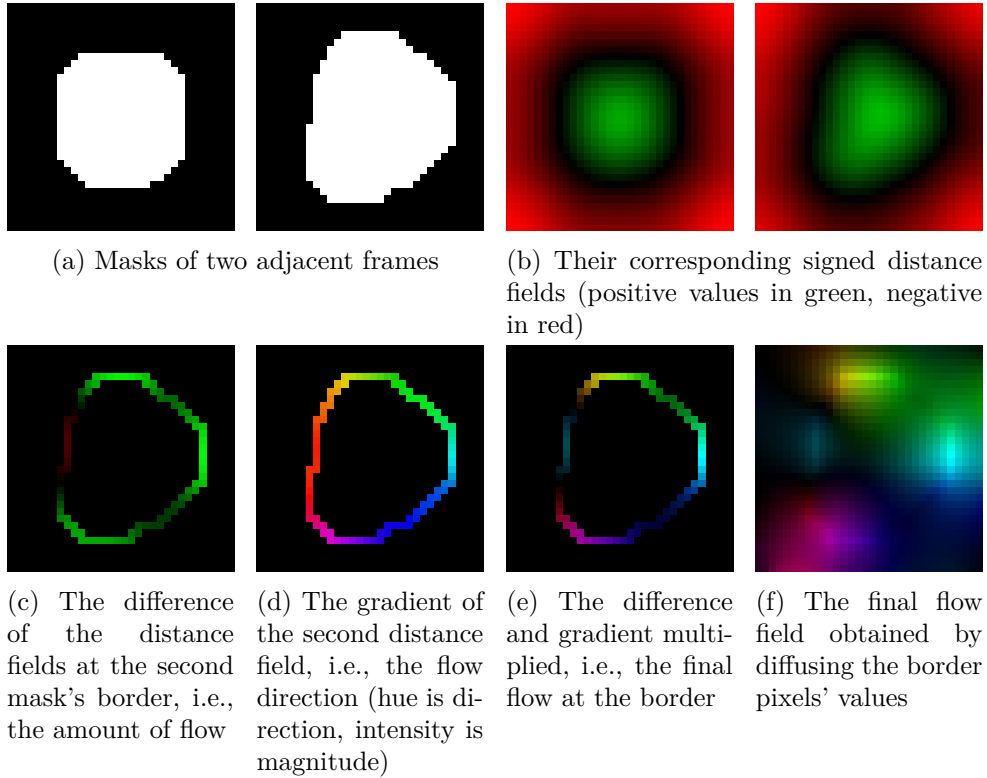 (a) Masks of two adjacent frames
(b) Their corresponding signed distance
fields (positive values in green, negative
in red)
(c) The difference
of the distance
fields at the second
mask's border, i.e.,
the amount of flow
(d) The gradient of
the second distance
field, i.e., the flow
direction (hue is di-
rection, intensity is
magnitude)
(e) The difference
and gradient multi-
plied, i.e., the final
flow at the border
(f) The final flow
field obtained by
diffusing the border
pixels' values